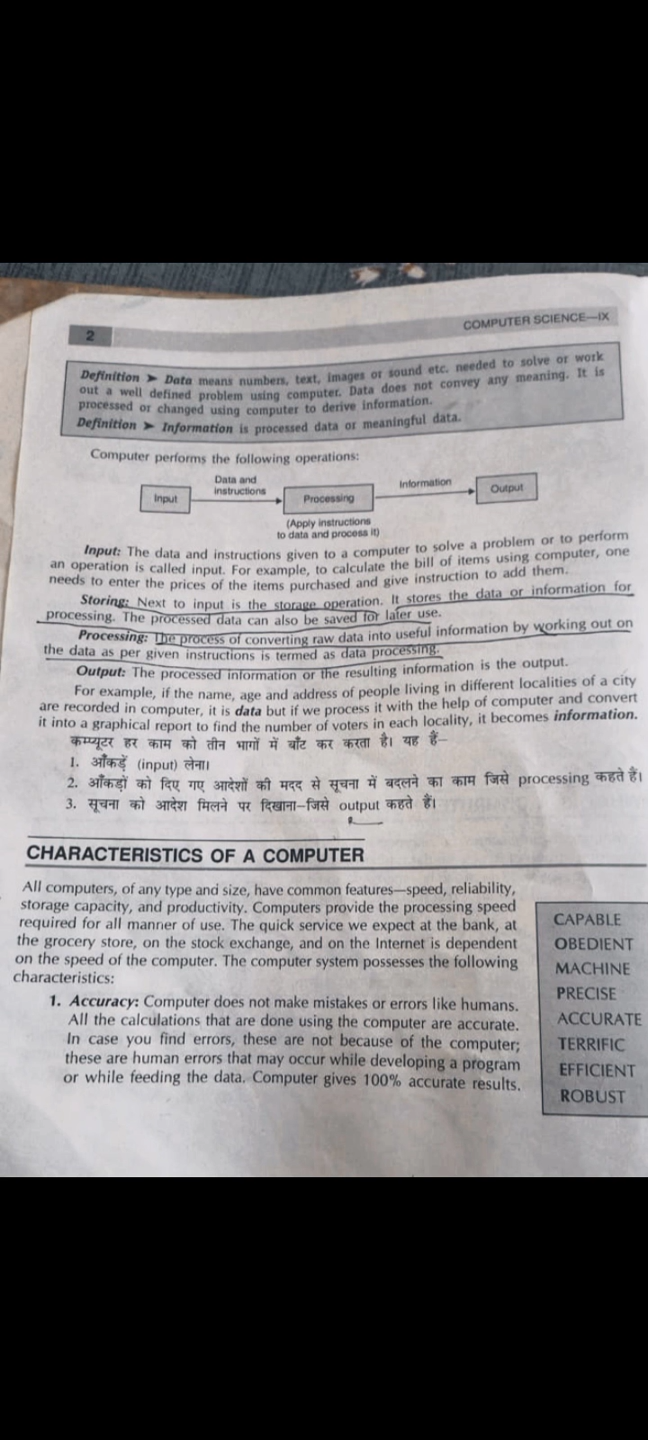 2
COMPUTER SCIENCE—IX
Definition ➤ Data means numbers, text, images or sound etc. needed to solve or work
out a well defined problem using computer. Data does not convey any meaning. It is
processed or changed using computer to derive information.
Definition ➤ Information is processed data or meaningful data.
Computer performs the following operations:
Input
Data and
instructions
Processing
Information
Output
(Apply instructions
to data and process it)
Input: The data and instructions given to a computer to solve a problem or to perform
an operation is called input. For example, to calculate the bill of items using computer, one
needs to enter the prices of the items purchased and give instruction to add them.
Storing: Next to input is the storage operation. It stores the data or information for
processing. The processed data can also be saved for later use.
Processing: The process of converting raw data into useful information by working out on
the data as per given instructions is termed as data processing.
Output: The processed information or the resulting information is the output.
For example, if the name, age and address of people living in different localities of a city
are recorded in computer, it is data but if we process it with the help of computer and convert
it into a graphical report to find the number of voters in each locality, it becomes information.
कम्प्यूटर हर काम को तीन भागों में बाँट कर करता है। यह हैं–
1. आँकड़ें (input) लेना।
2. आँकड़ों को दिए गए आदेशों की मदद से सूचना में बदलने का काम जिसे processing कहते हैं।
3. सूचना को आदेश मिलने पर दिखाना–जिसे output कहते हैं।
CHARACTERISTICS OF A COMPUTER
All computers, of any type and size, have common features—speed, reliability,
storage capacity, and productivity. Computers provide the processing speed
required for all manner of use. The quick service we expect at the bank, at
the grocery store, on the stock exchange, and on the Internet is dependent
on the speed of the computer. The computer system possesses the following
characteristics:
1. Accuracy: Computer does not make mistakes or errors like humans.
All the calculations that are done using the computer are accurate.
In case you find errors, these are not because of the computer;
these are human errors that may occur while developing a program
or while feeding the data. Computer gives 100% accurate results.
CAPABLE
OBEDIENT
MACHINE
PRECISE
ACCURATE
TERRIFIC
EFFICIENT
ROBUST